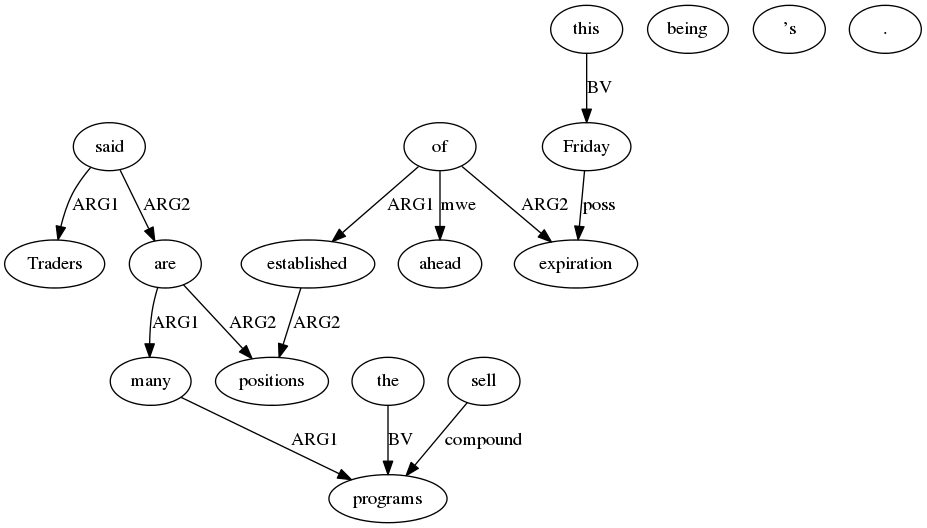 this being 's .
BV
said of Friday
ARG1 ARG2 ARG1 mwe ARG2 poss
Traders are established ahead expiration
ARG1 ARG2 ARG2
many positions the sell
ARG1 BV compound
programs